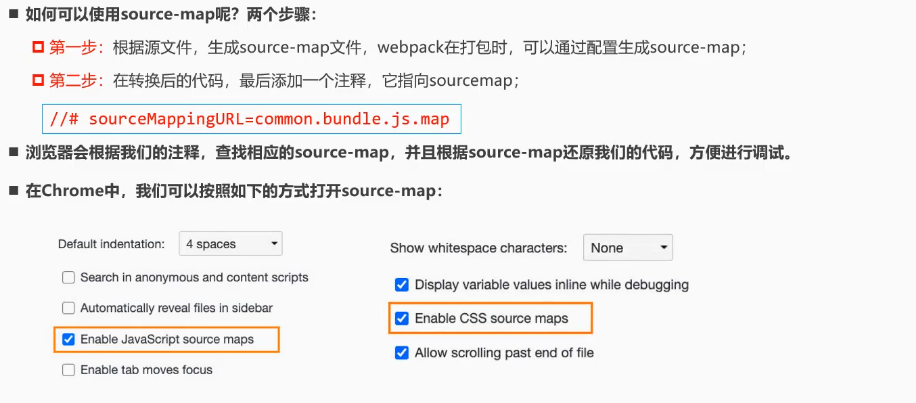 如何可以使用source-map呢？两个步骤：
第一步：根据源文件，生成source-map文件，webpack在打包时，可以通过配置生成source-map；
第二步：在转换后的代码，最后添加一个注释，它指向sourcemap；
//# sourceMappingURL=common.bundle.js.map
浏览器会根据我们的注释，查找相应的source-map，并且根据source-map还原我们的代码，方便进行调试。
在Chrome中，我们可以按照如下的方式打开source-map：
Default indentation: 4 spaces
Search in anonymous and content scripts
Automatically reveal files in sidebar
Enable JavaScript source maps
Enable tab moves focus
Show whitespace characters: None
Display variable values inline while debugging
Enable CSS source maps
Allow scrolling past end of file